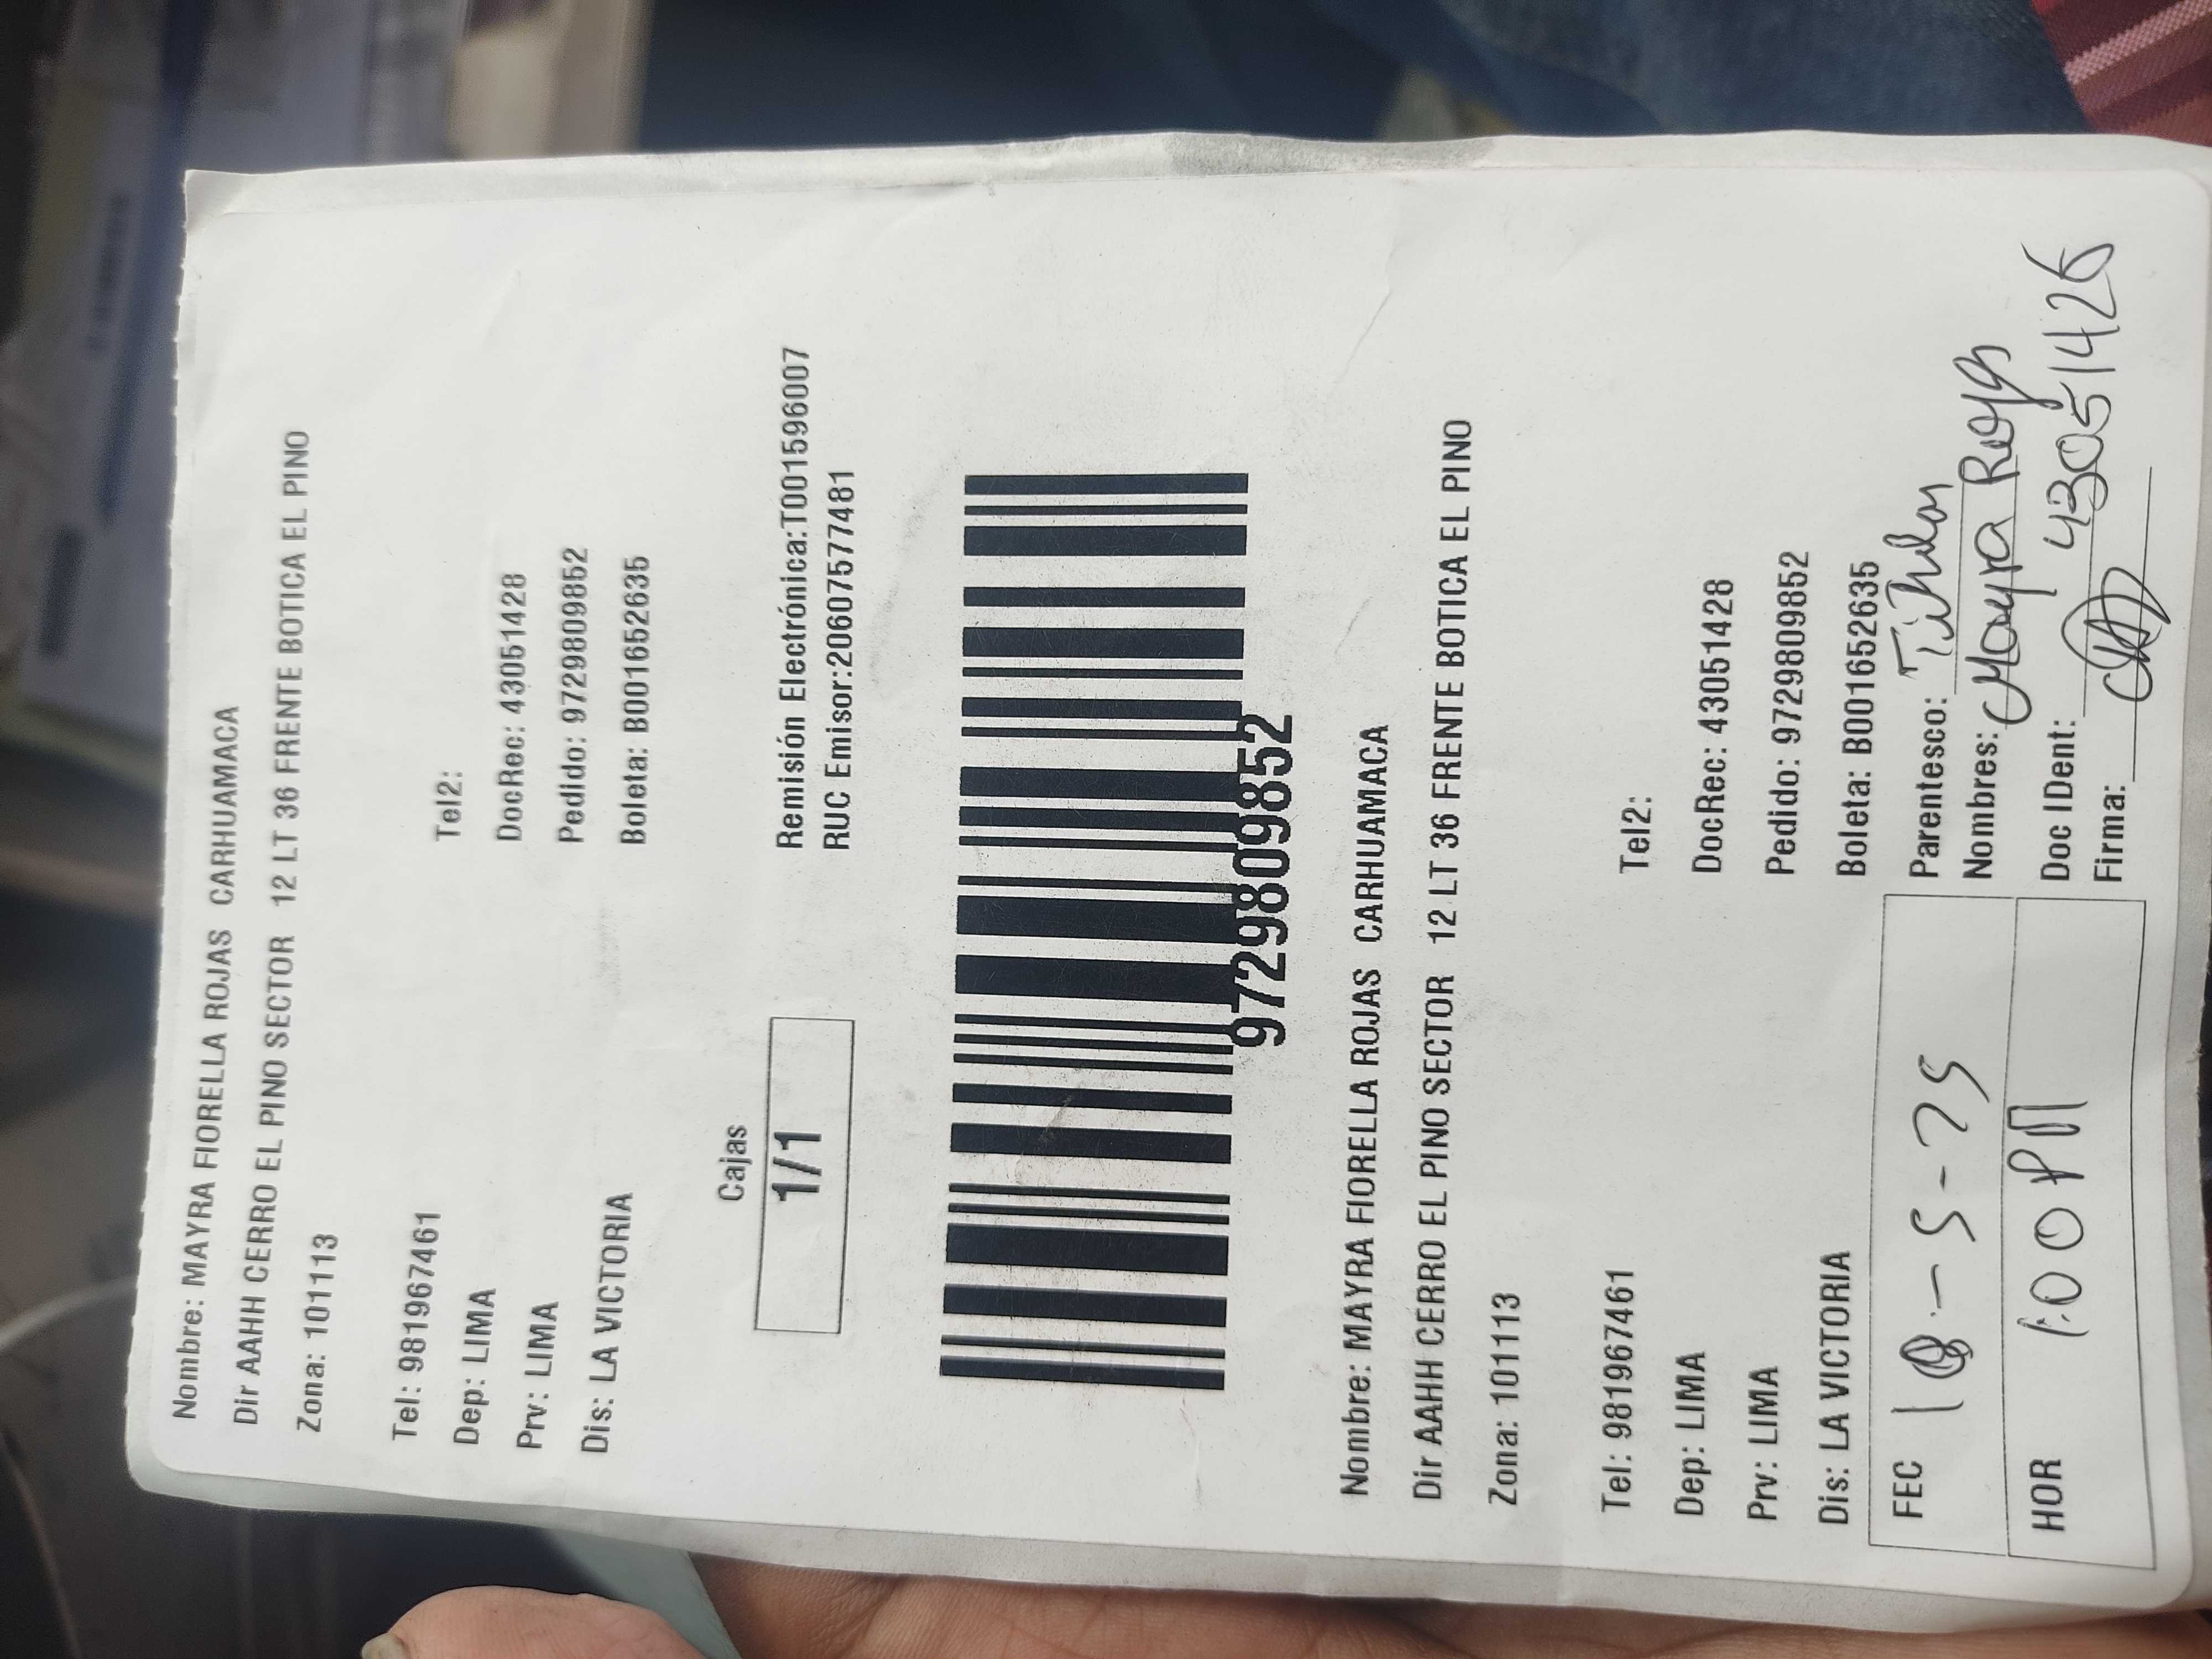 Nombre: MAYRA FIORELLA ROJAS CARHUAMACA
Dir AAHH CERRO EL PINO SECTOR 12 LT 36 FRENTE BOTICA EL PINO
Zona: 101113
Tel: 981967461 Tel2:
Dep: LIMA DocRec: 43051428
Prv: LIMA Pedido: 9729809852
Dis: LA VICTORIA Boleta: B001652635
Cajas
1/1
Remisión Electrónica:T001596007
RUC Emisor:20607577481
9729809852
Nombre: MAYRA FIORELLA ROJAS CARHUAMACA
Dir AAHH CERRO EL PINO SECTOR 12 LT 36 FRENTE BOTICA EL PINO
Zona: 101113
Tel: 981967461 Tel2:
Dep: LIMA DocRec: 43051428
Prv: LIMA Pedido: 9729809852
Dis: LA VICTORIA Boleta: B001652635
FEC Parentesco: Titular
Nombres: Mayra Rojas
HOR 1:00 PM Doc IDent: 43051428
Firma: